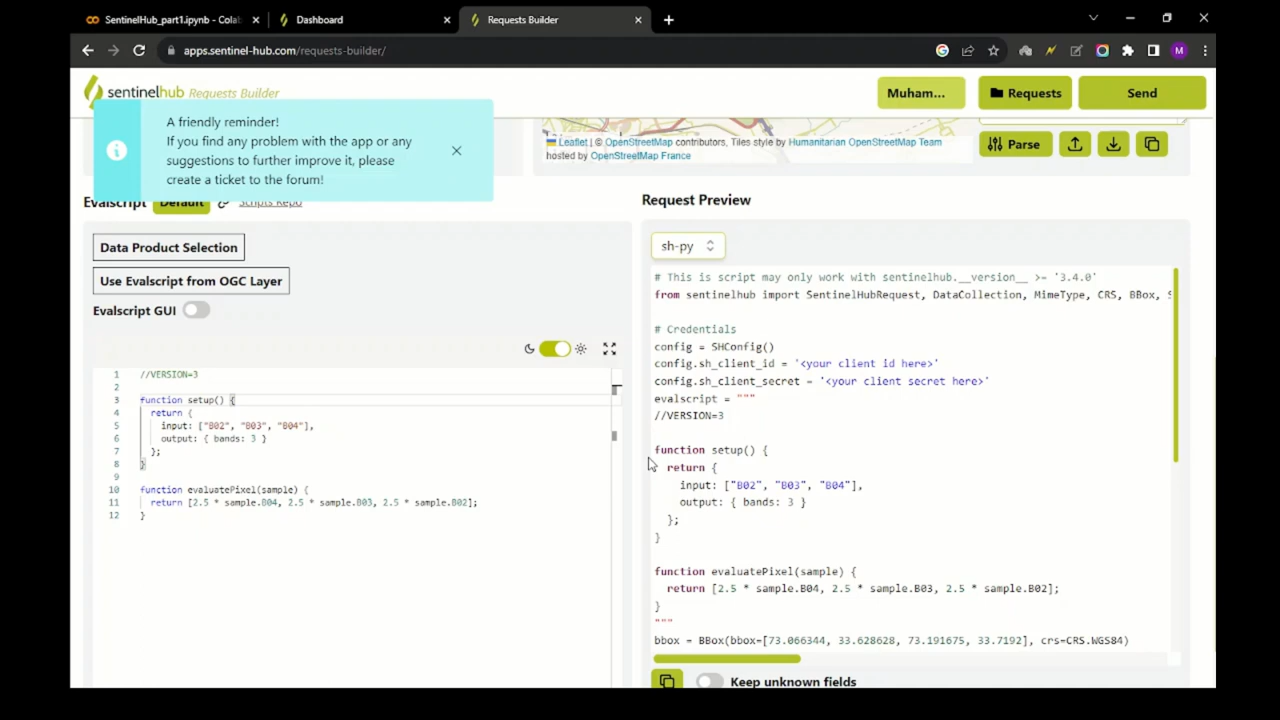 SentinelHub_part1.ipynb - Colab
Dashboard
Requests Builder
apps.sentinel-hub.com/requests-builder/
M
sentinelhub Requests Builder
Muham...
Requests
Send
A friendly reminder!
If you find any problem with the app or any
suggestions to further improve it, please
create a ticket to the forum!
Leaflet | © OpenStreetMap contributors, Tiles style by Humanitarian OpenStreetMap Team
hosted by OpenStreetMap France
Parse
Evalscript Default Scripts Repo
Data Product Selection
Use Evalscript from OGC Layer
Evalscript GUI
1 //VERSION=3
2
3 function setup() {
4 return {
5 input: ["B02", "B03", "B04"],
6 output: { bands: 3 }
7 };
8 }
9
10 function evaluatePixel(sample) {
11 return [2.5 * sample.B04, 2.5 * sample.B03, 2.5 * sample.B02];
12 }
Request Preview
sh-py
# This is script may only work with sentinelhub.__version__ >= '3.4.0'
from sentinelhub import SentinelHubRequest, DataCollection, MimeType, CRS, BBox,
# Credentials
config = SHConfig()
config.sh_client_id = '<your client id here>'
config.sh_client_secret = '<your client secret here>'
evalscript = """
//VERSION=3
function setup() {
return {
input: ["B02", "B03", "B04"],
output: { bands: 3 }
};
}
function evaluatePixel(sample) {
return [2.5 * sample.B04, 2.5 * sample.B03, 2.5 * sample.B02];
}
"""
bbox = BBox(bbox=[73.066344, 33.628628, 73.191675, 33.7192], crs=CRS.WGS84)
Keep unknown fields